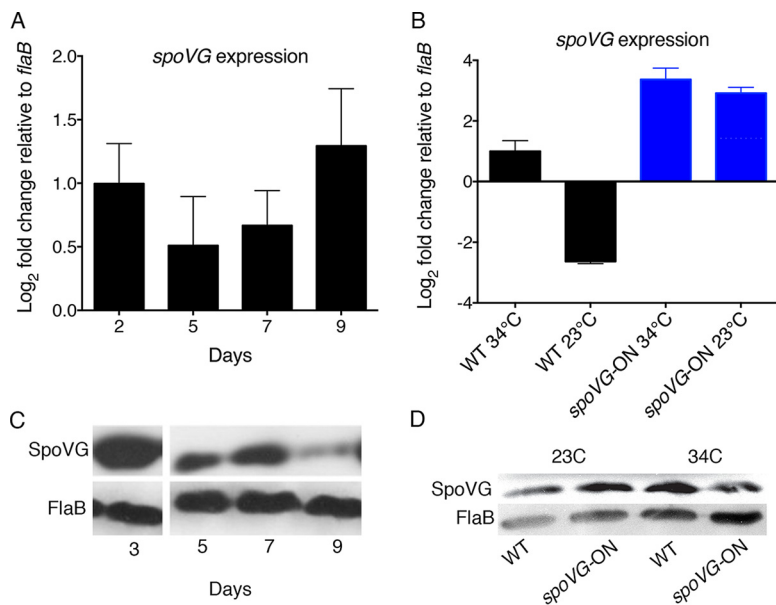 A
spoVG expression
Log2 fold change relative to flaB
2.0
1.5
1.0
0.5
0.0
2 5 7 9
Days
B
spoVG expression
Log2 fold change relative to flaB
4
2
0
-2
-4
WT 34°C
WT 23°C
spoVG-ON 34°C
spoVG-ON 23°C
C
SpoVG
FlaB
3 5 7 9
Days
D
23C 34C
SpoVG
FlaB
WT
spoVG-ON
WT
spoVG-ON